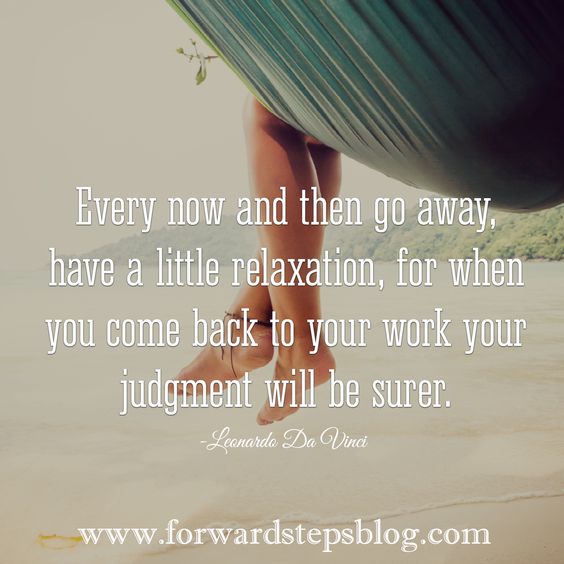 Every now and then go away,
have a little relaxation, for when
you come back to your work your
judgment will be surer.
-Leonardo Da Vinci
www.forwardstepsblog.com